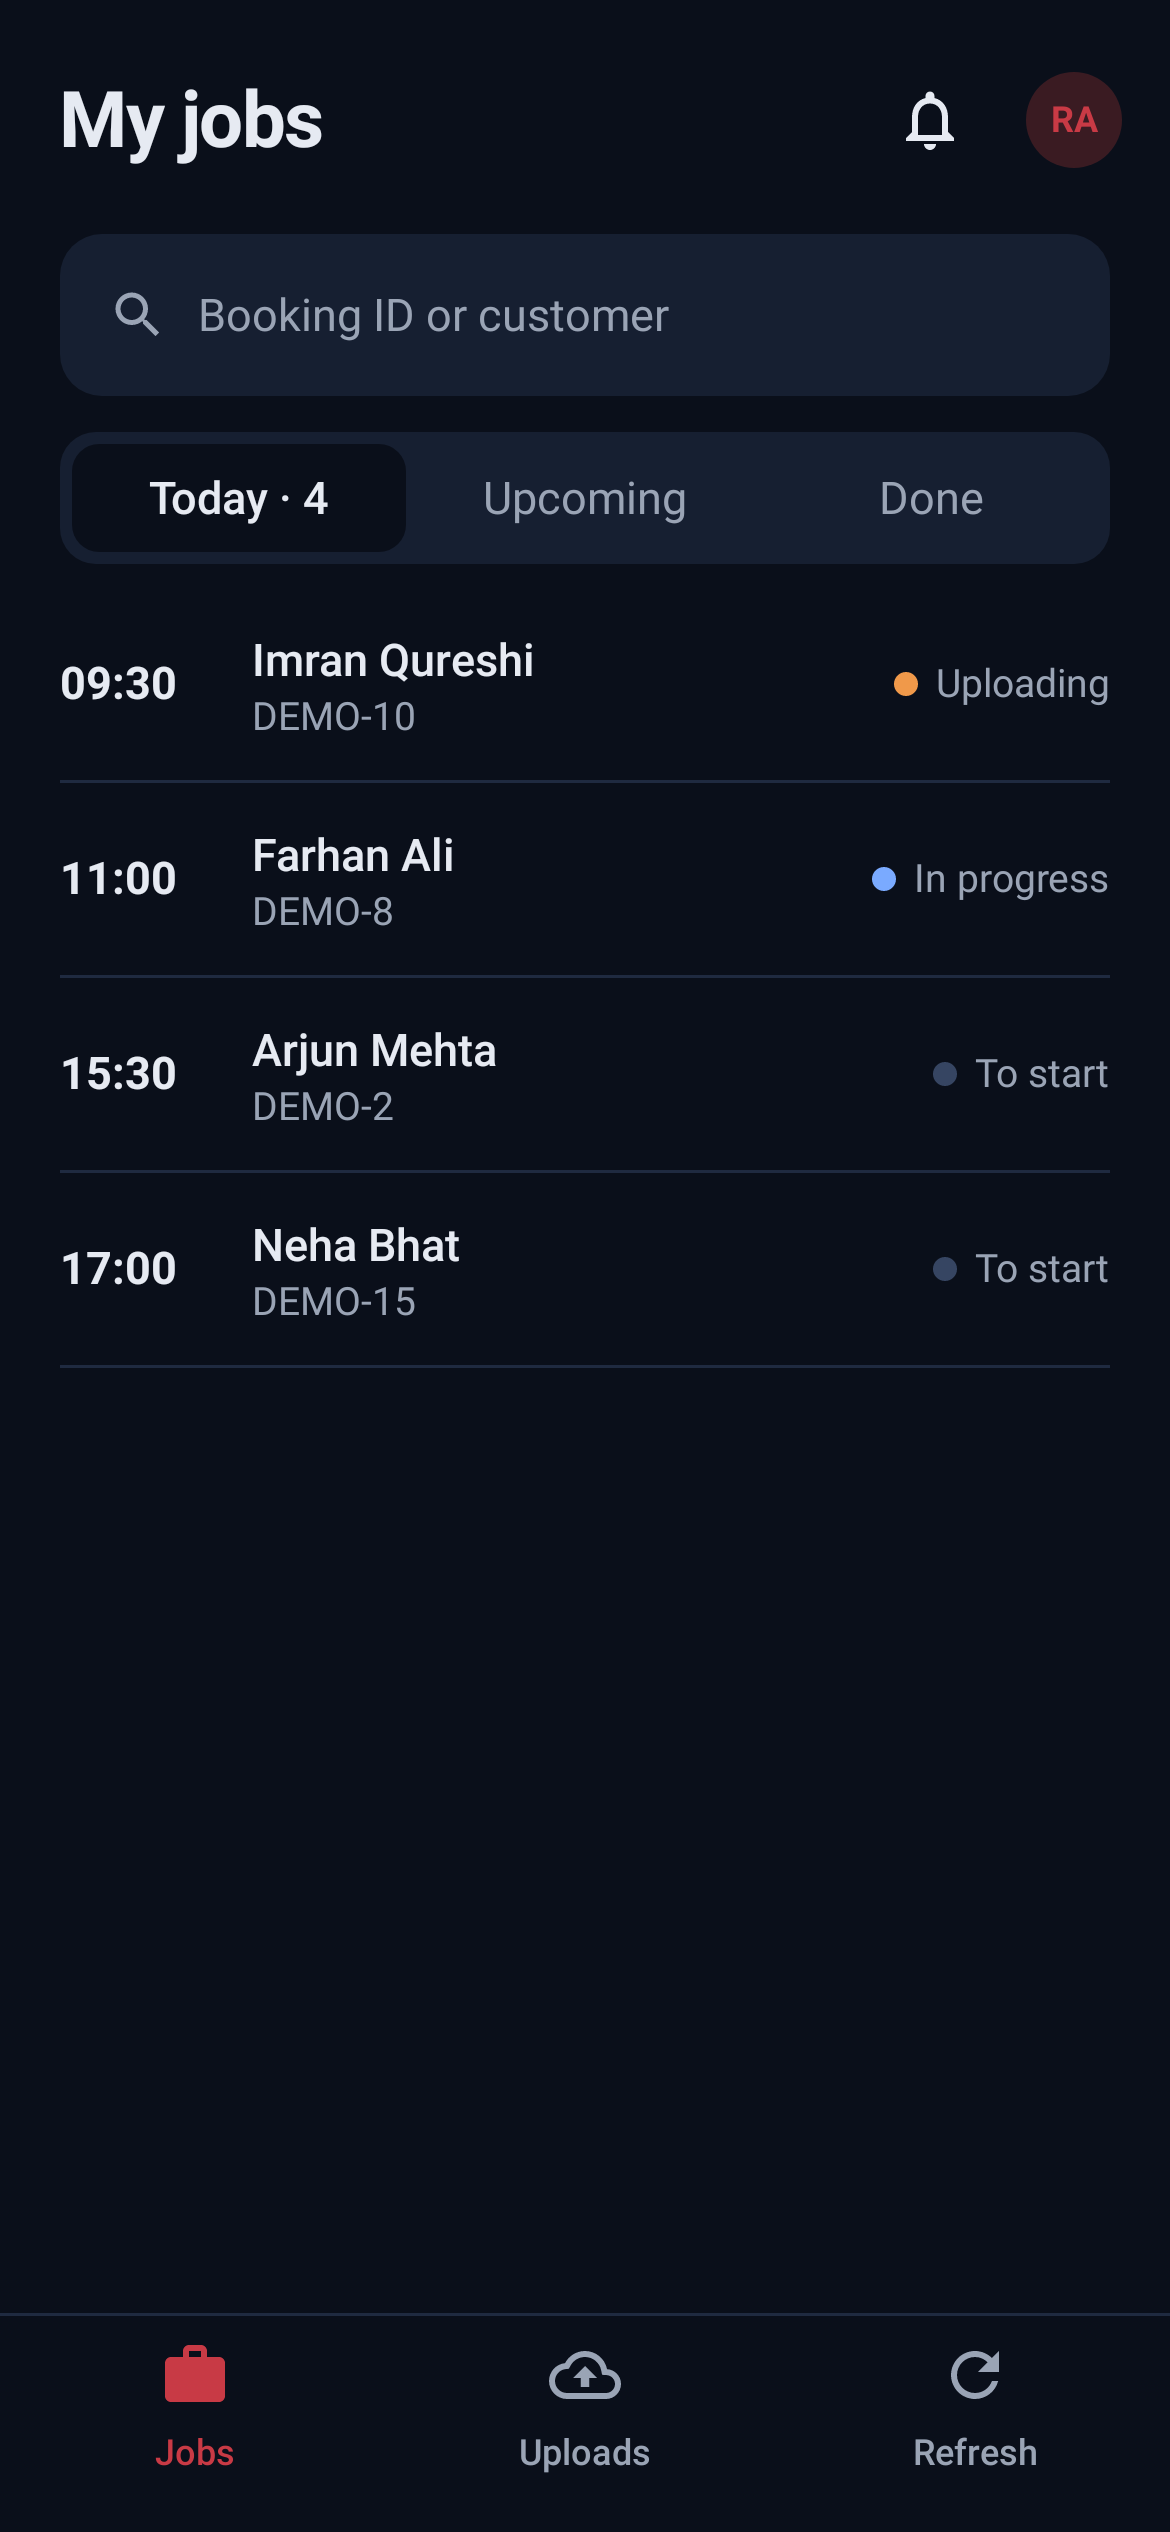 My jobs
RA
Booking ID or customer
Today · 4
Upcoming
Done
09:30
Imran Qureshi
DEMO-10
Uploading
11:00
Farhan Ali
DEMO-8
In progress
15:30
Arjun Mehta
DEMO-2
To start
17:00
Neha Bhat
DEMO-15
To start
Jobs
Uploads
Refresh